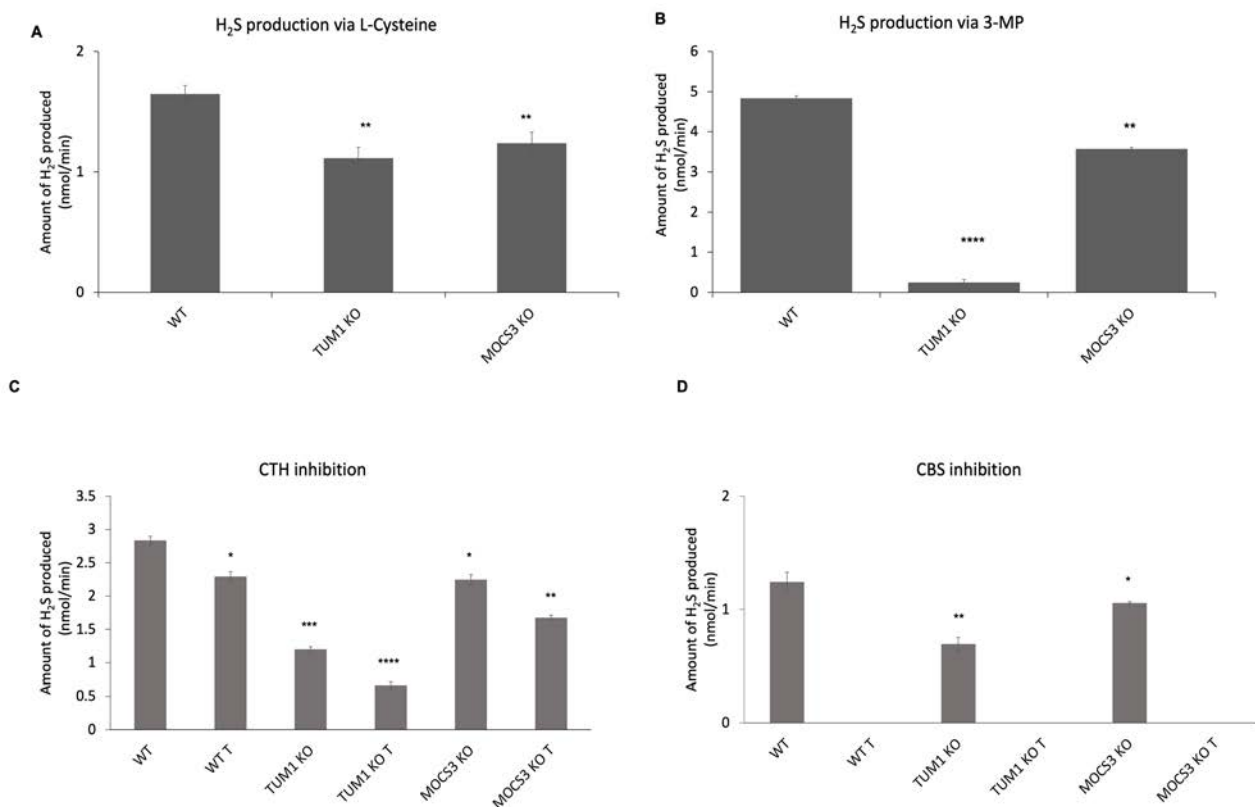 A
H₂S production via L-Cysteine
Amount of H₂S produced
(nmol/min)
2
1
0
**
**
WT
TUM1 KO
MOCS3 KO
B
H₂S production via 3-MP
Amount of H₂S produced
(nmol/min)
6
5
4
3
2
1
0
****
**
WT
TUM1 KO
MOCS3 KO
C
CTH inhibition
Amount of H₂S produced
(nmol/min)
3.5
3
2.5
2
1.5
1
0.5
0
*
***
****
*
**
WT
WT T
TUM1 KO
TUM1 KO T
MOCS3 KO
MOCS3 KO T
D
CBS inhibition
Amount of H₂S produced
(nmol/min)
2
1
0
**
*
WT
WT T
TUM1 KO
TUM1 KO T
MOCS3 KO
MOCS3 KO T